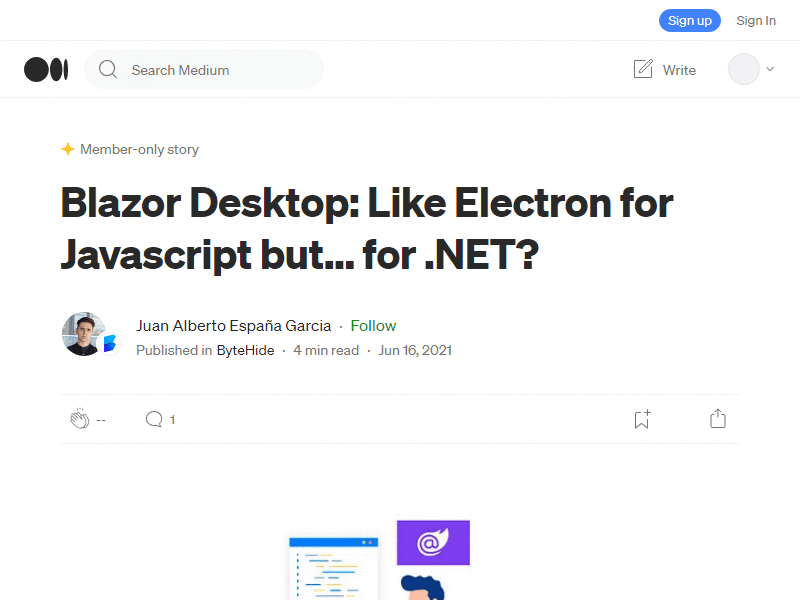 Sign up Sign In
Search Medium Write
Member-only story
Blazor Desktop: Like Electron for
Javascript but... for .NET?
Juan Alberto España Garcia · Follow
Published in ByteHide · 4 min read · Jun 16, 2021
-- 1